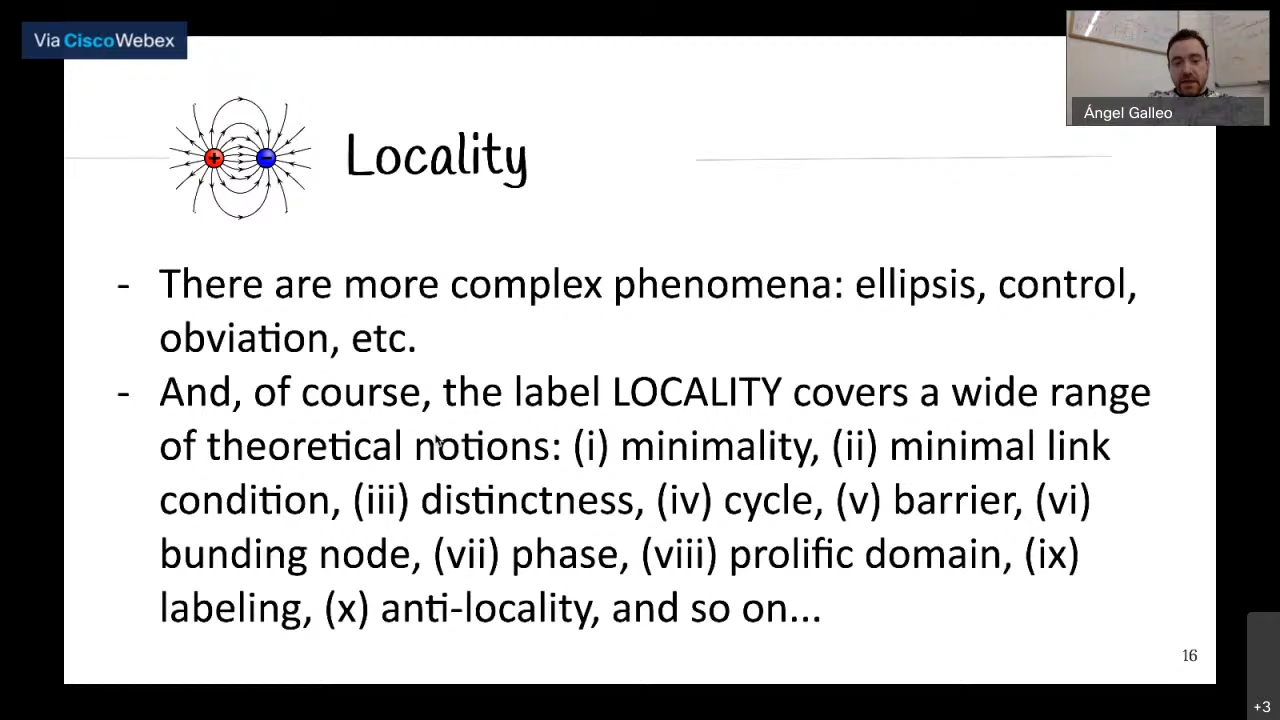 Via CiscoWebex
Ángel Galleo
+ -
Locality
- There are more complex phenomena: ellipsis, control,
obviation, etc.
- And, of course, the label LOCALITY covers a wide range
of theoretical notions: (i) minimality, (ii) minimal link
condition, (iii) distinctness, (iv) cycle, (v) barrier, (vi)
bunding node, (vii) phase, (viii) prolific domain, (ix)
labeling, (x) anti-locality, and so on...
16
+3